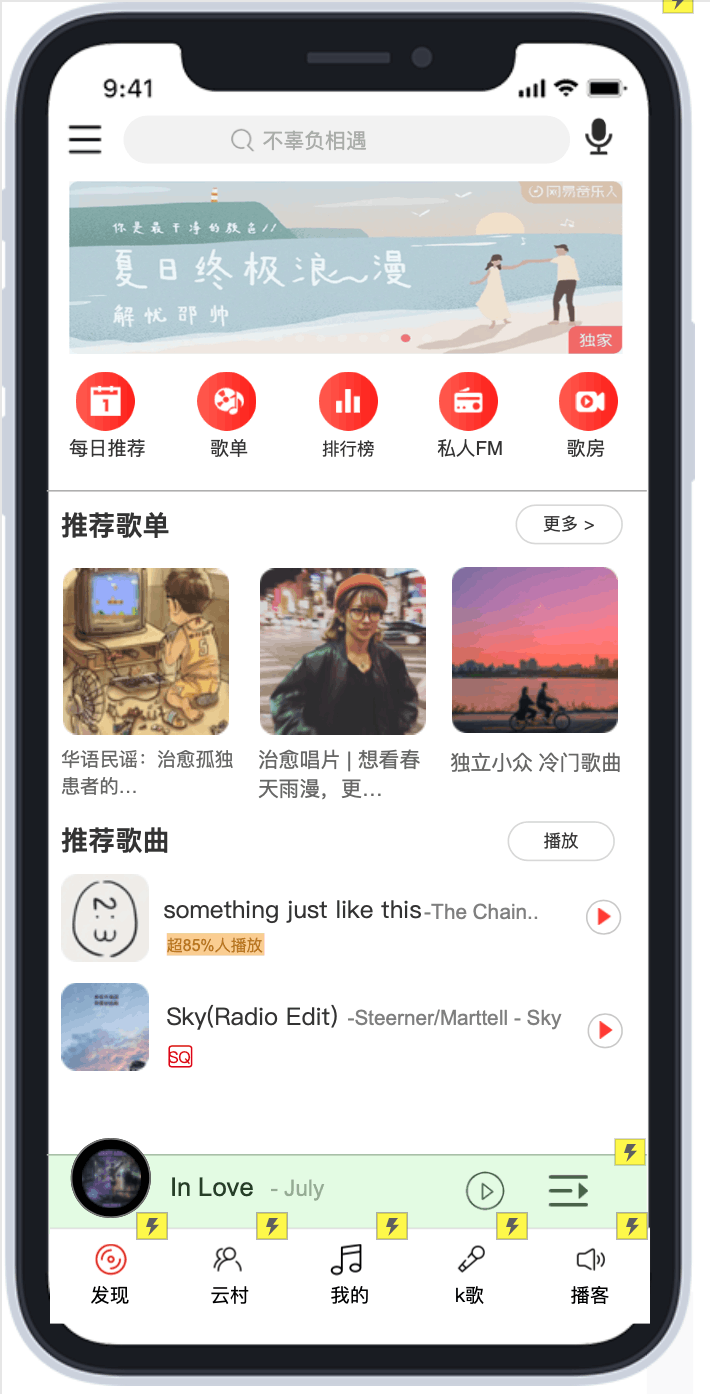 9:41
不辜负相遇
网易音乐人
你是最干净的颜色//
夏日终极浪漫
解忧邵帅
独家
1
每日推荐
歌单
排行榜
私人FM
歌房
推荐歌单
更多 >
华语民谣：治愈孤独
患者的...
治愈唱片 | 想看春
天雨漫，更...
独立小众 冷门歌曲
推荐歌曲
播放
something just like this-The Chain..
超85%人播放
Sky(Radio Edit) -Steerner/Marttell - Sky
SQ
In Love - July
发现
云村
我的
k歌
播客